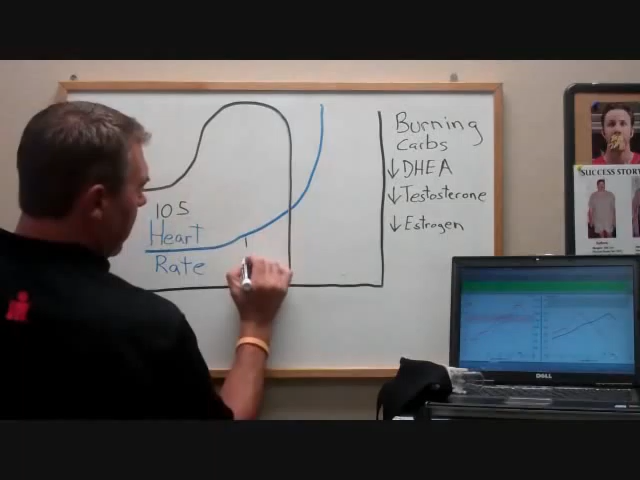 Burning
Carbs
↓ DHEA
↓ Testosterone
↓ Estrogen
105
Heart
Rate
SUCCESS STORY
DELL